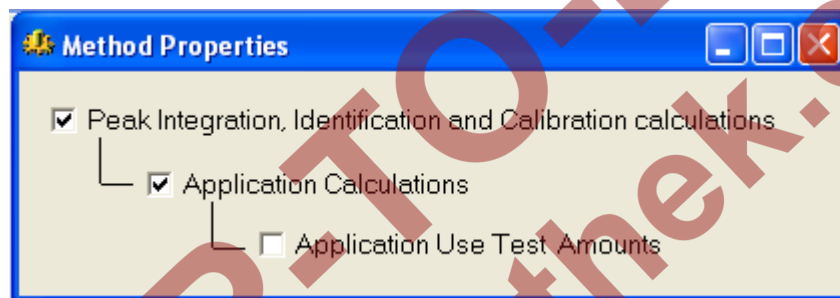 Method Properties
Peak Integration, Identification and Calibration calculations
Application Calculations
Application Use Test Amounts